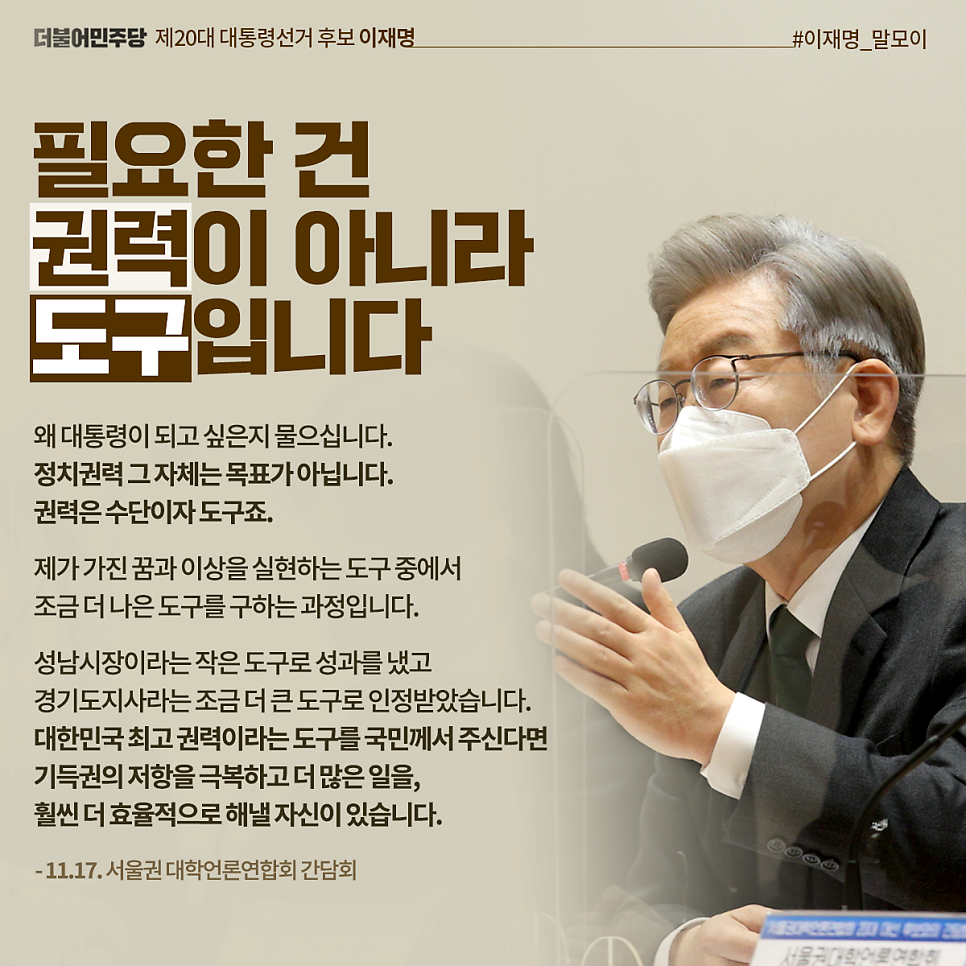 더불어민주당 제20대 대통령선거 후보 이재명
#이재명_말모이
필요한 건
권력이 아니라
도구입니다
왜 대통령이 되고 싶은지 물으십니다.
정치권력 그 자체는 목표가 아닙니다.
권력은 수단이자 도구죠.
제가 가진 꿈과 이상을 실현하는 도구 중에서
조금 더 나은 도구를 구하는 과정입니다.
성남시장이라는 작은 도구로 성과를 냈고
경기도지사라는 조금 더 큰 도구로 인정받았습니다.
대한민국 최고 권력이라는 도구를 국민께서 주신다면
기득권의 저항을 극복하고 더 많은 일을,
훨씬 더 효율적으로 해낼 자신이 있습니다.
- 11.17. 서울권 대학언론연합회 간담회
서울권대학언론연합회